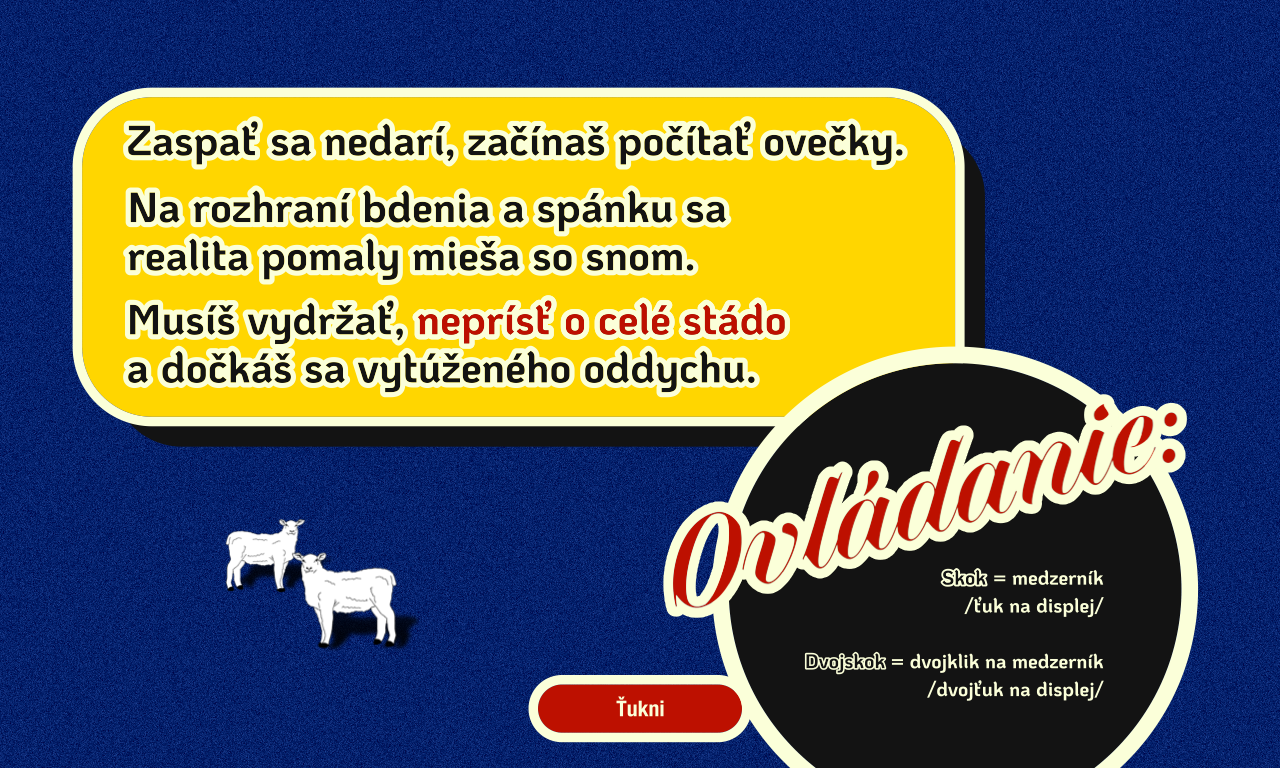 Zaspať sa nedarí, začínaš počítať ovečky.
Na rozhraní bdenia a spánku sa
realita pomaly mieša so snom.
Musíš vydržať, neprísť o celé stádo
a dočkáš sa vytúženého oddychu.
Ovládanie:
Skok = medzerník
/ťuk na displej/
Dvojskok = dvojklik na medzerník
/dvojťuk na displej/
Ťukni